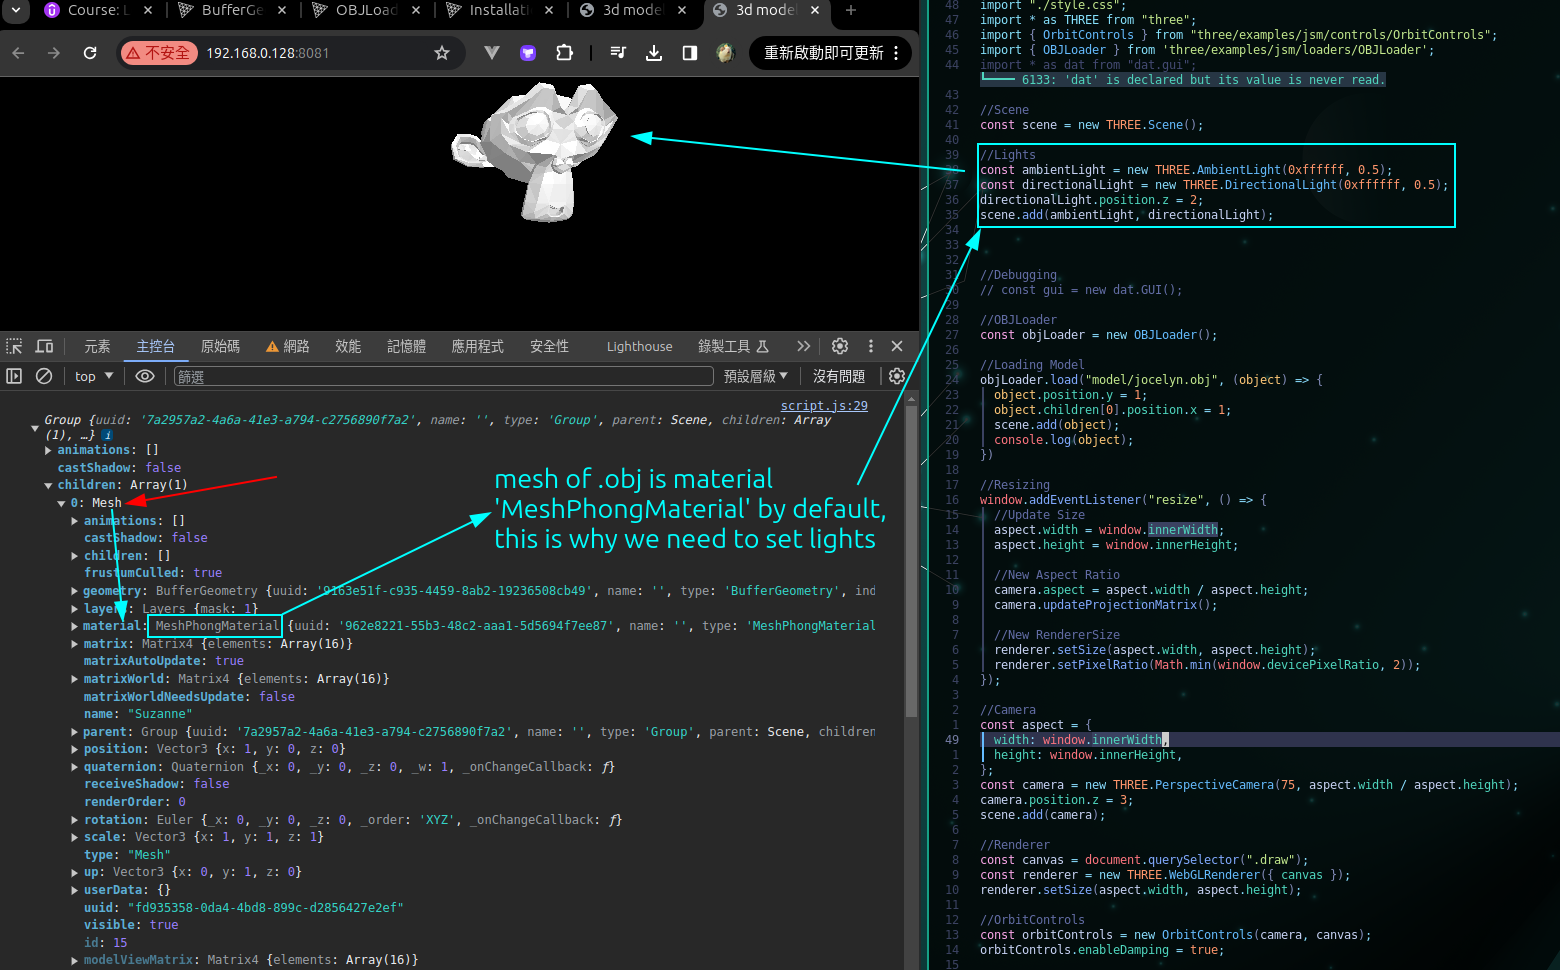 Course: L
BufferGe
OBJLoad
Installati
3d mode
3d mode
不安全 192.168.0.128:8081
重新啟動即可更新
元素 主控台 原始碼 網路 效能 記憶體 應用程式 安全性 Lighthouse 錄製工具
top 篩選 預設層級 沒有問題
script.js:29
Group {uuid: '7a2957a2-4a6a-41e3-a794-c2756890f7a2', name: '', type: 'Group', parent: Scene, children: Array
(1), …} i
animations: []
castShadow: false
children: Array(1)
0: Mesh
animations: []
castShadow: false
children: []
frustumCulled: true
geometry: BufferGeometry {uuid: '9163e51f-c935-4459-8ab2-19236508cb49', name: '', type: 'BufferGeometry', ind
layers: Layers {mask: 1}
material: MeshPhongMaterial {uuid: '962e8221-55b3-48c2-aaa1-5d5694f7ee87', name: '', type: 'MeshPhongMaterial
matrix: Matrix4 {elements: Array(16)}
matrixAutoUpdate: true
matrixWorld: Matrix4 {elements: Array(16)}
matrixWorldNeedsUpdate: false
name: "Suzanne"
parent: Group {uuid: '7a2957a2-4a6a-41e3-a794-c2756890f7a2', name: '', type: 'Group', parent: Scene, children
position: Vector3 {x: 1, y: 0, z: 0}
quaternion: Quaternion {_x: 0, _y: 0, _z: 0, _w: 1, _onChangeCallback: ƒ}
receiveShadow: false
renderOrder: 0
rotation: Euler {_x: 0, _y: 0, _z: 0, _order: 'XYZ', _onChangeCallback: ƒ}
scale: Vector3 {x: 1, y: 1, z: 1}
type: "Mesh"
up: Vector3 {x: 0, y: 1, z: 0}
userData: {}
uuid: "fd935358-0da4-4bd8-899c-d2856427e2ef"
visible: true
id: 15
modelViewMatrix: Matrix4 {elements: Array(16)}
mesh of .obj is material
'MeshPhongMaterial' by default,
this is why we need to set lights
48 import "./style.css";
47 import * as THREE from "three";
46 import { OrbitControls } from "three/examples/jsm/controls/OrbitControls";
45 import { OBJLoader } from 'three/examples/jsm/loaders/OBJLoader';
44 import * as dat from "dat.gui";
6133: 'dat' is declared but its value is never read.
43
42 //Scene
41 const scene = new THREE.Scene();
40
39 //Lights
38 const ambientLight = new THREE.AmbientLight(0xffffff, 0.5);
37 const directionalLight = new THREE.DirectionalLight(0xffffff, 0.5);
36 directionalLight.position.z = 2;
35 scene.add(ambientLight, directionalLight);
34
33
32
31 //Debugging
30 // const gui = new dat.GUI();
29
28 //OBJLoader
27 const objLoader = new OBJLoader();
26
25 //Loading Model
24 objLoader.load("model/jocelyn.obj", (object) => {
23 object.position.y = 1;
22 object.children[0].position.x = 1;
21 scene.add(object);
20 console.log(object);
19 })
18
17 //Resizing
16 window.addEventListener("resize", () => {
15 //Update Size
14 aspect.width = window.innerWidth;
13 aspect.height = window.innerHeight;
12
11 //New Aspect Ratio
10 camera.aspect = aspect.width / aspect.height;
9 camera.updateProjectionMatrix();
8
7 //New RendererSize
6 renderer.setSize(aspect.width, aspect.height);
5 renderer.setPixelRatio(Math.min(window.devicePixelRatio, 2));
4 });
3
2 //Camera
1 const aspect = {
49 width: window.innerWidth,
1 height: window.innerHeight,
2 };
3 const camera = new THREE.PerspectiveCamera(75, aspect.width / aspect.height);
4 camera.position.z = 3;
5 scene.add(camera);
6
7 //Renderer
8 const canvas = document.querySelector(".draw");
9 const renderer = new THREE.WebGLRenderer({ canvas });
10 renderer.setSize(aspect.width, aspect.height);
11
12 //OrbitControls
13 const orbitControls = new OrbitControls(camera, canvas);
14 orbitControls.enableDamping = true;
15